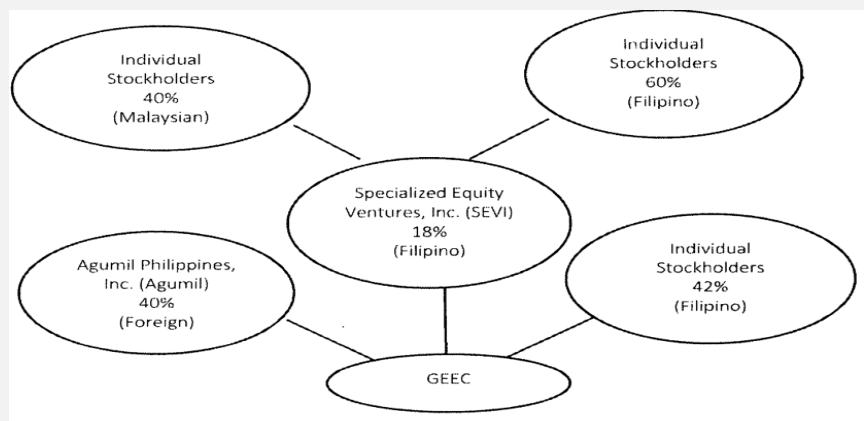 Individual
Stockholders
40%
(Malaysian)
Individual
Stockholders
60%
(Filipino)
Specialized Equity
Ventures, Inc. (SEVI)
18%
(Filipino)
Agumil Philippines,
Inc. (Agumil)
40%
(Foreign)
Individual
Stockholders
42%
(Filipino)
GEEC